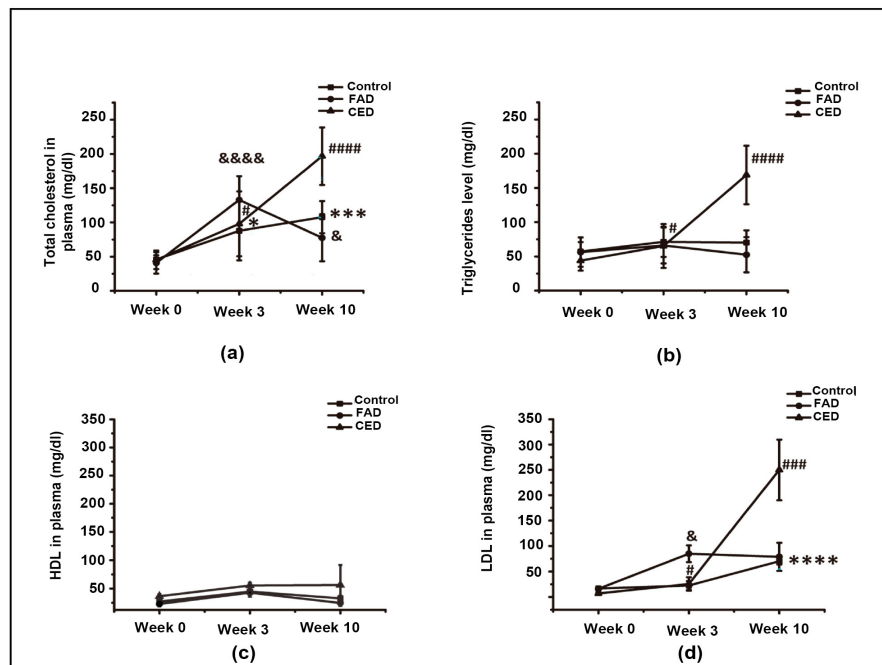 Control
FAD
CED
Total cholesterol in
plasma (mg/dl)
250
200
150
100
50
0
&&&&
####
#
*
***
&
Week 0 Week 3 Week 10
(a)
Control
FAD
CED
Triglycerides level (mg/dl)
250
200
150
100
50
0
####
#
Week 0 Week 3 Week 10
(b)
Control
FAD
CED
HDL in plasma (mg/dl)
350
300
250
200
150
100
50
Week 0 Week 3 Week 10
(c)
Control
FAD
CED
LDL in plasma (mg/dl)
350
300
250
200
150
100
50
###
&
#
****
Week 0 Week 3 Week 10
(d)